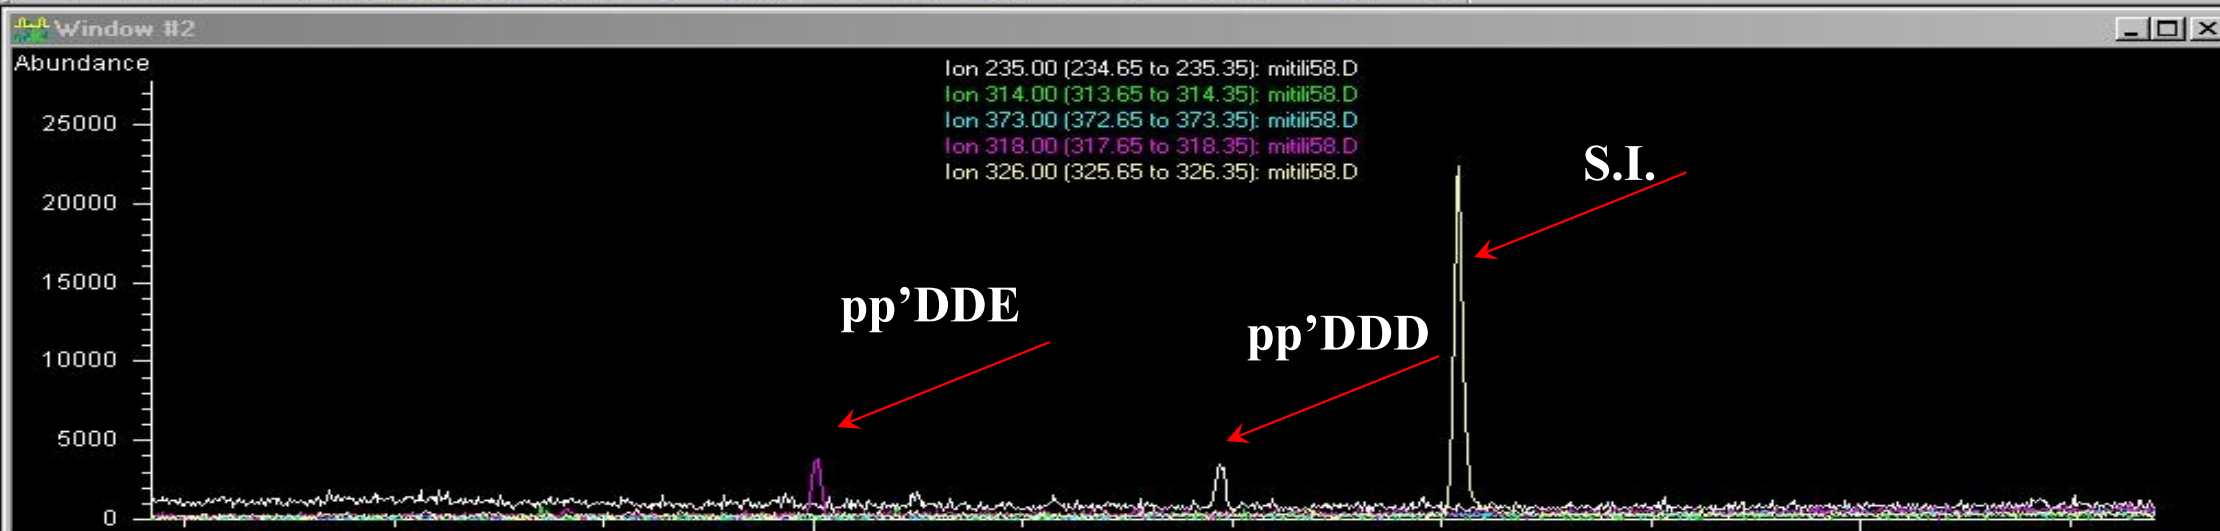 Window #2
Abundance
Ion 235.00 (234.65 to 235.35): mitili58.D
Ion 314.00 (313.65 to 314.35): mitili58.D
Ion 373.00 (372.65 to 373.35): mitili58.D
Ion 318.00 (317.65 to 318.35): mitili58.D
Ion 326.00 (325.65 to 326.35): mitili58.D
25000
20000
15000
10000
5000
0
S.I.
pp’DDE
pp’DDD